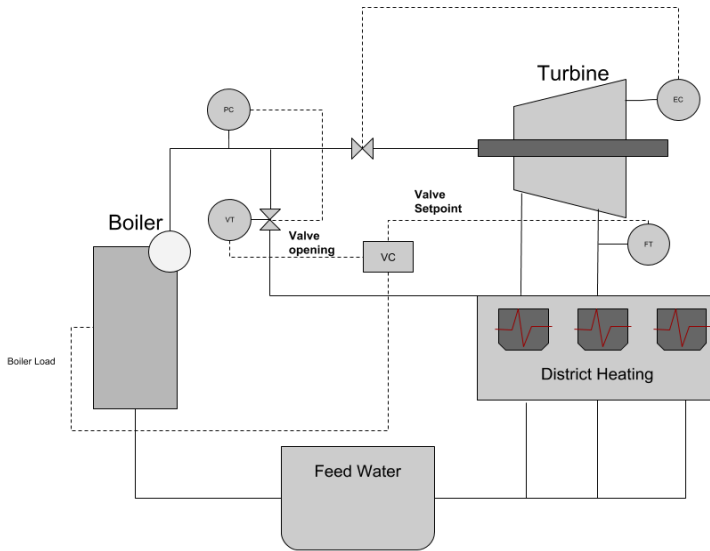 Turbine
PC
EC
Boiler
VT
Valve
Setpoint
Valve
opening
VC
FT
Boiler Load
District Heating
Feed Water